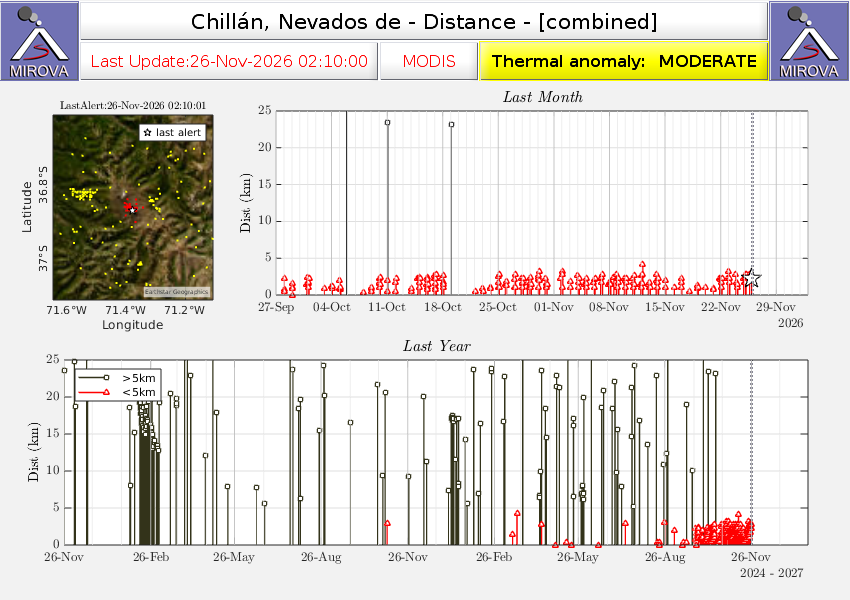 Chillán, Nevados de - Distance - [combined]
Last Update:26-Nov-2026 02:10:00
MODIS
Thermal anomaly: MODERATE
MIROVA
MIROVA
LastAlert:26-Nov-2026 02:10:01
last alert
Latitude
36.8°S
37°S
Earthstar Geographics
71.6°W 71.4°W 71.2°W
Longitude
Last Month
Dist (km)
25
20
15
10
5
0
27-Sep 04-Oct 11-Oct 18-Oct 25-Oct 01-Nov 08-Nov 15-Nov 22-Nov 29-Nov
2026
Last Year
Dist (km)
25
20
15
10
5
0
>5km
<5km
26-Nov 26-Feb 26-May 26-Aug 26-Nov 26-Feb 26-May 26-Aug 26-Nov
2024 - 2027